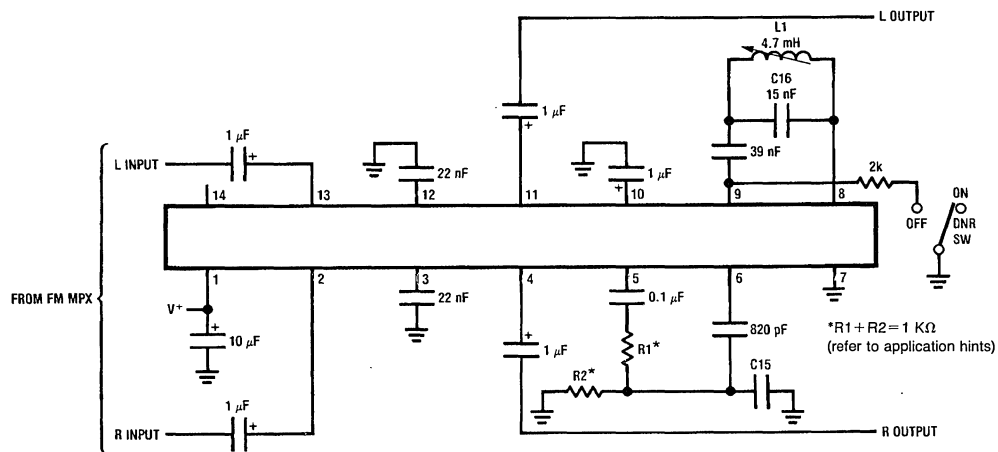 L OUTPUT
L1
4.7 mH
C16
15 nF
1 μF
+
39 nF
1 μF
+
L INPUT
22 nF
1 μF
+
2k
14
13
12
11
10
9
8
OFF
ON
DNR
SW
FROM FM MPX
1
2
3
4
5
6
7
V+
+
10 μF
22 nF
+
1 μF
0.1 μF
R1*
820 pF
*R1+R2=1 KΩ
(refer to application hints)
R2*
C15
1 μF
+
R INPUT
R OUTPUT